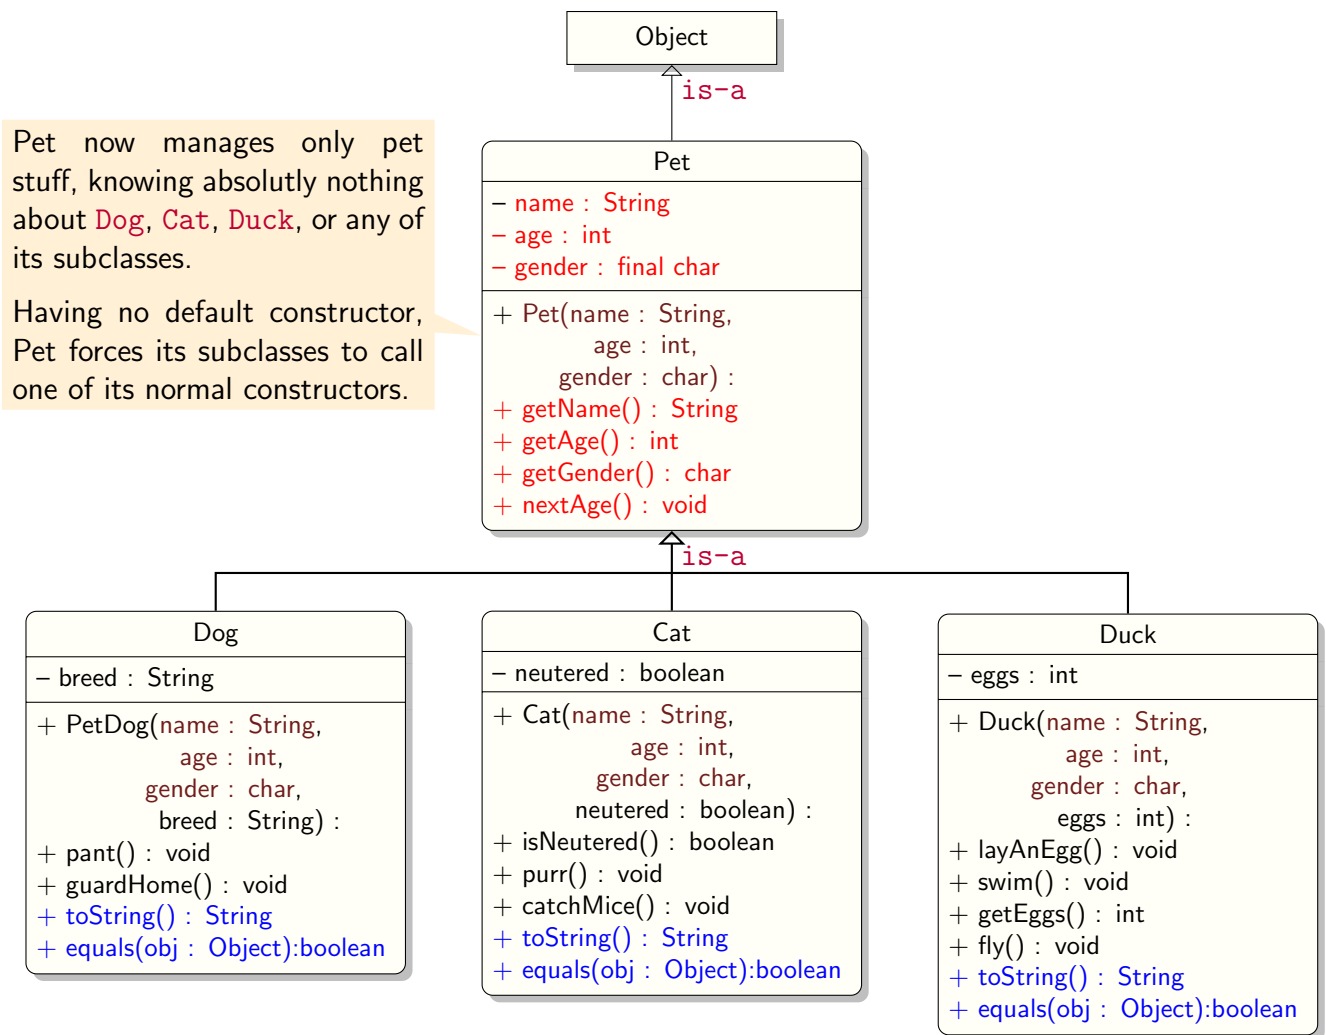 Object
is-a
Pet now manages only pet
stuff, knowing absolutly nothing
about Dog, Cat, Duck, or any of
its subclasses.
Having no default constructor,
Pet forces its subclasses to call
one of its normal constructors.
Pet
– name : String
– age : int
– gender : final char
+ Pet(name : String,
age : int,
gender : char) :
+ getName() : String
+ getAge() : int
+ getGender() : char
+ nextAge() : void
is-a
Dog
– breed : String
+ PetDog(name : String,
age : int,
gender : char,
breed : String) :
+ pant() : void
+ guardHome() : void
+ toString() : String
+ equals(obj : Object):boolean
Cat
– neutered : boolean
+ Cat(name : String,
age : int,
gender : char,
neutered : boolean) :
+ isNeutered() : boolean
+ purr() : void
+ catchMice() : void
+ toString() : String
+ equals(obj : Object):boolean
Duck
– eggs : int
+ Duck(name : String,
age : int,
gender : char,
eggs : int) :
+ layAnEgg() : void
+ swim() : void
+ getEggs() : int
+ fly() : void
+ toString() : String
+ equals(obj : Object):boolean